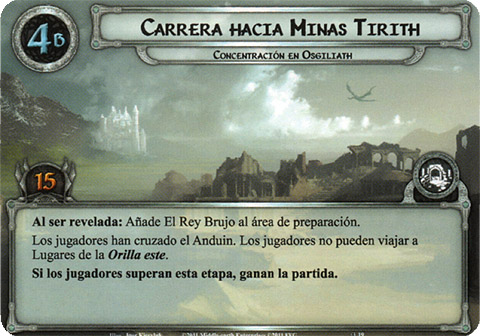 4B
CARRERA HACIA MINAS TIRITH
CONCENTRACIÓN EN OSGILIATH
15
Al ser revelada: Añade El Rey Brujo al área de preparación.
Los jugadores han cruzado el Anduin. Los jugadores no pueden viajar a
Lugares de la Orilla este.
Si los jugadores superan esta etapa, ganan la partida.